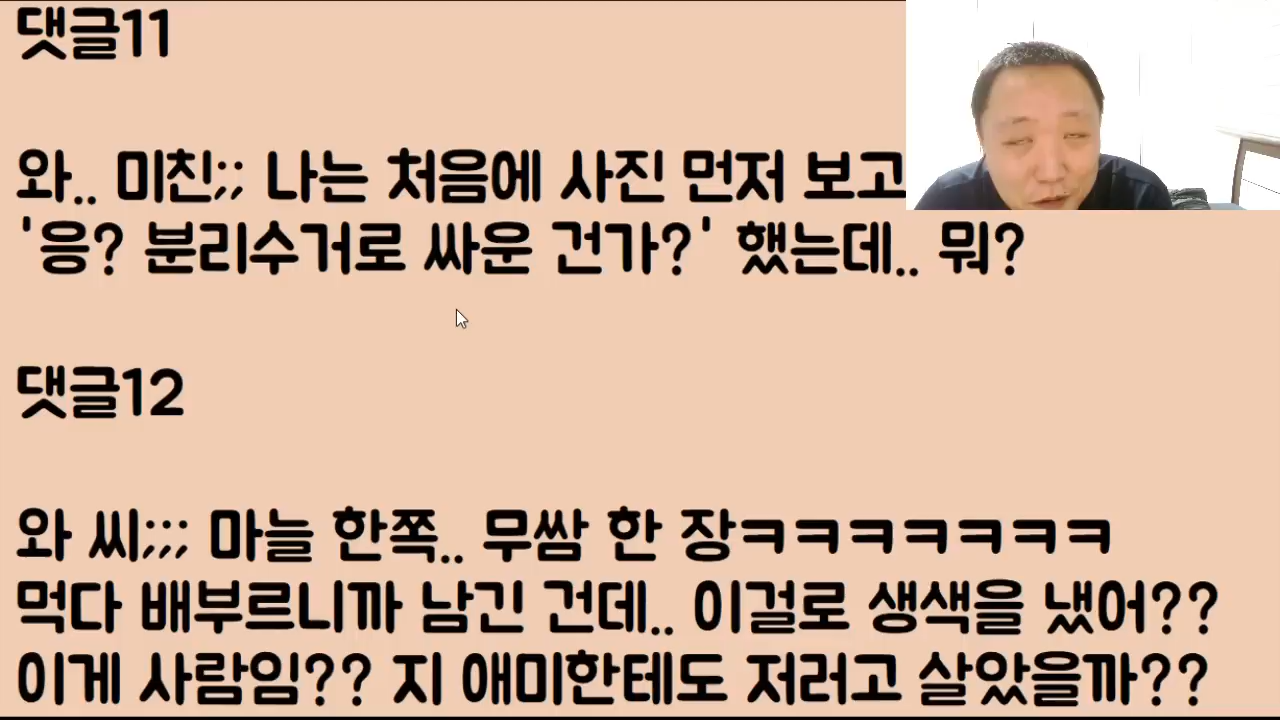 댓글11
와.. 미친;; 나는 처음에 사진 먼저 보고
'응? 분리수거로 싸운 건가?' 했는데.. 뭐?
댓글12
와 씨;;; 마늘 한쪽.. 무쌈 한 장ㅋㅋㅋㅋㅋㅋㅋ
먹다 배부르니까 남긴 건데.. 이걸로 생색을 냈어??
이게 사람임?? 지 애미한테도 저러고 살았을까??